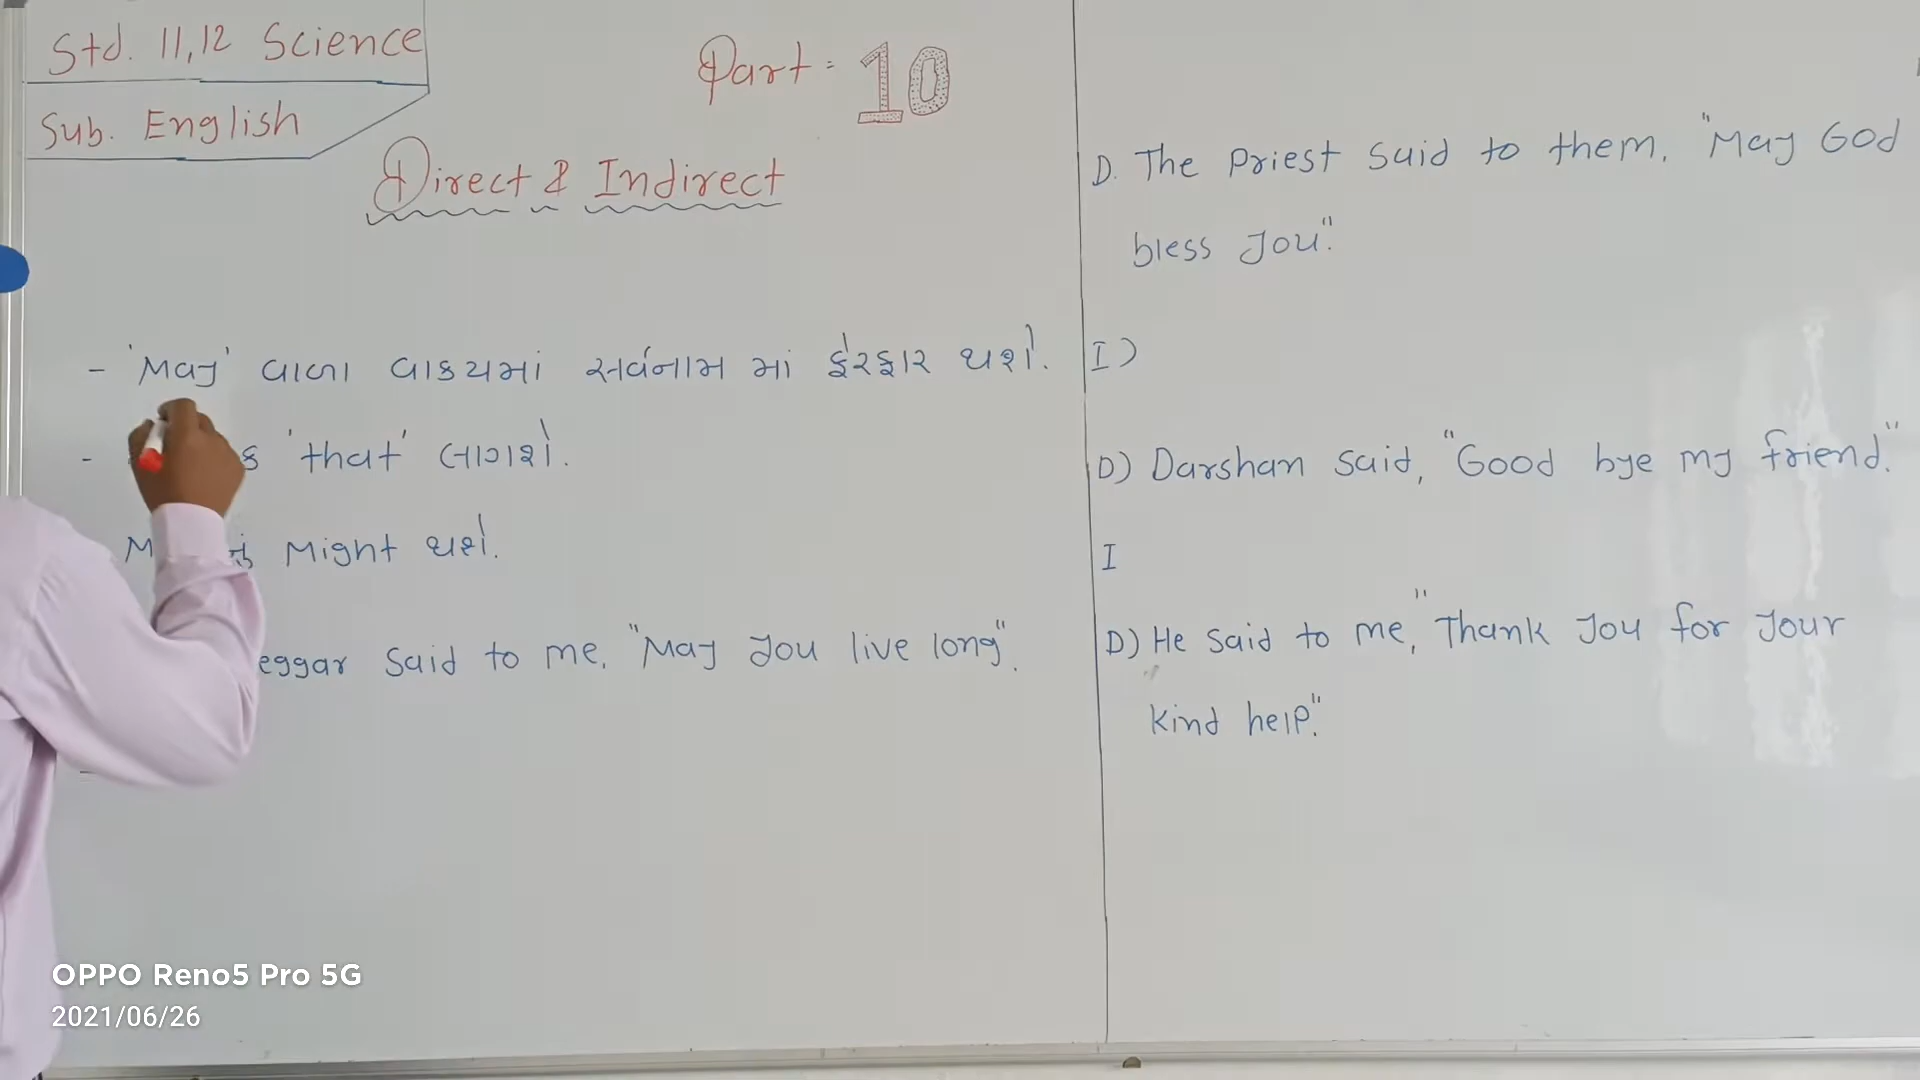 Std. 11,12 Science
Sub. English
Part: 10
Direct & Indirect
- 'May' વાળા વાક્યમાં સર્વનામ માં ફેરફાર થશે.
- 'that' લાગશે.
Might થશે.
said to me. "May you live long".
D. The Priest said to them. "May God
bless you".
I)
D) Darshan said, "Good bye my friend."
I
D) He said to me, "Thank you for your
kind help."
OPPO Reno5 Pro 5G
2021/06/26